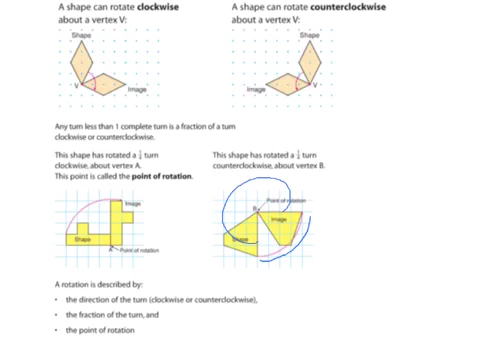 A shape can rotate clockwise
about a vertex V:
Shape
V
Image
A shape can rotate counterclockwise
about a vertex V:
Shape
V
Image
Any turn less than 1 complete turn is a fraction of a turn
clockwise or counterclockwise.
This shape has rotated a ¼ turn
clockwise, about vertex A.
This point is called the point of rotation.
Image
Shape
A
Point of rotation
This shape has rotated a ¼ turn
counterclockwise, about vertex B.
B
Point of rotation
Image
Shape
A rotation is described by:
• the direction of the turn (clockwise or counterclockwise),
• the fraction of the turn, and
• the point of rotation